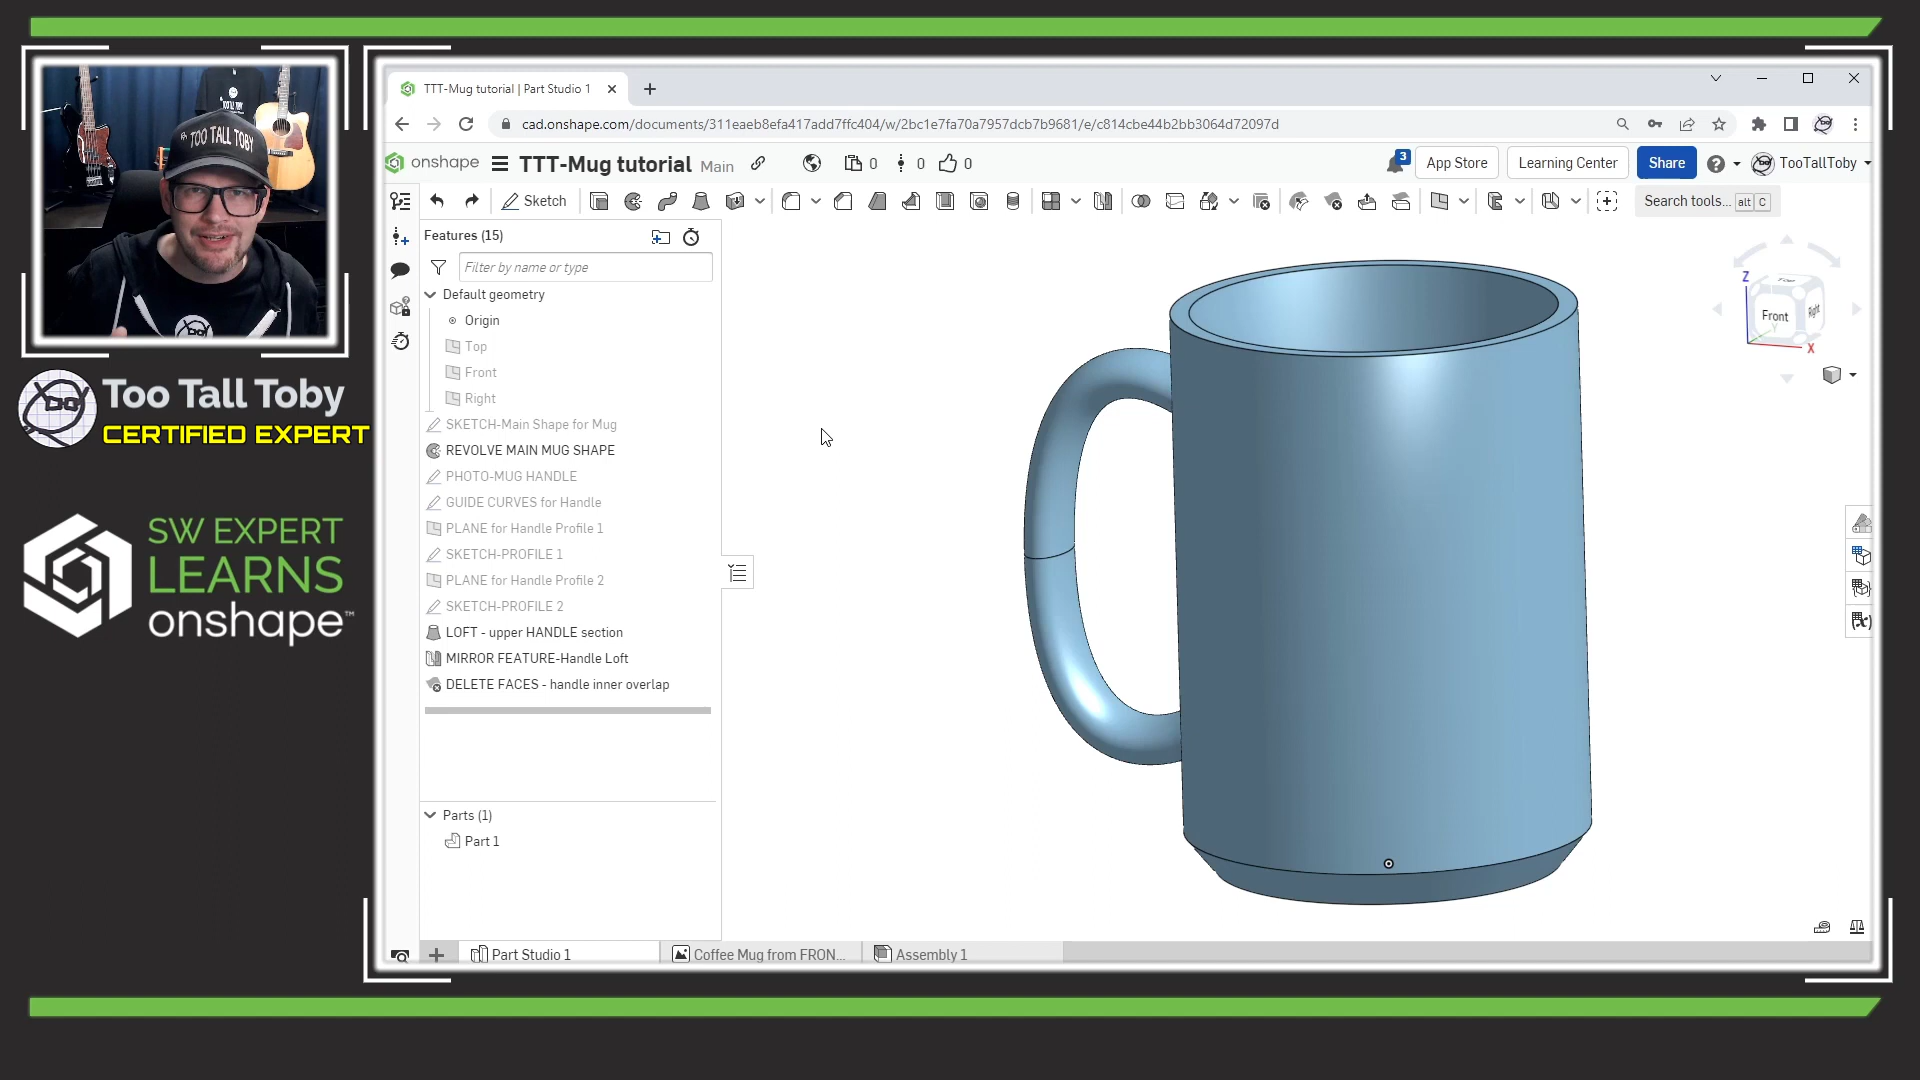 TTT-Mug tutorial | Part Studio 1
cad.onshape.com/documents/311eaeb8efa417add7ffc404/w/2bc1e7fa70a7957dcb7b9681/e/c814cbe44b2bb3064d72097d
onshape
TTT-Mug tutorial Main
0 0 0
3
App Store
Learning Center
Share
TooTallToby
Sketch
Search tools... alt C
Features (15)
Filter by name or type
Default geometry
Origin
Top
Front
Right
SKETCH-Main Shape for Mug
REVOLVE MAIN MUG SHAPE
PHOTO-MUG HANDLE
GUIDE CURVES for Handle
PLANE for Handle Profile 1
SKETCH-PROFILE 1
PLANE for Handle Profile 2
SKETCH-PROFILE 2
LOFT - upper HANDLE section
MIRROR FEATURE-Handle Loft
DELETE FACES - handle inner overlap
Parts (1)
Part 1
Part Studio 1
Coffee Mug from FRON...
Assembly 1
Z
Top
Front
Right
Y
X
(x)
TOO TALL TOBY
TOO TALL
TOBY
Too Tall Toby
CERTIFIED EXPERT
SW EXPERT
LEARNS
onshape™